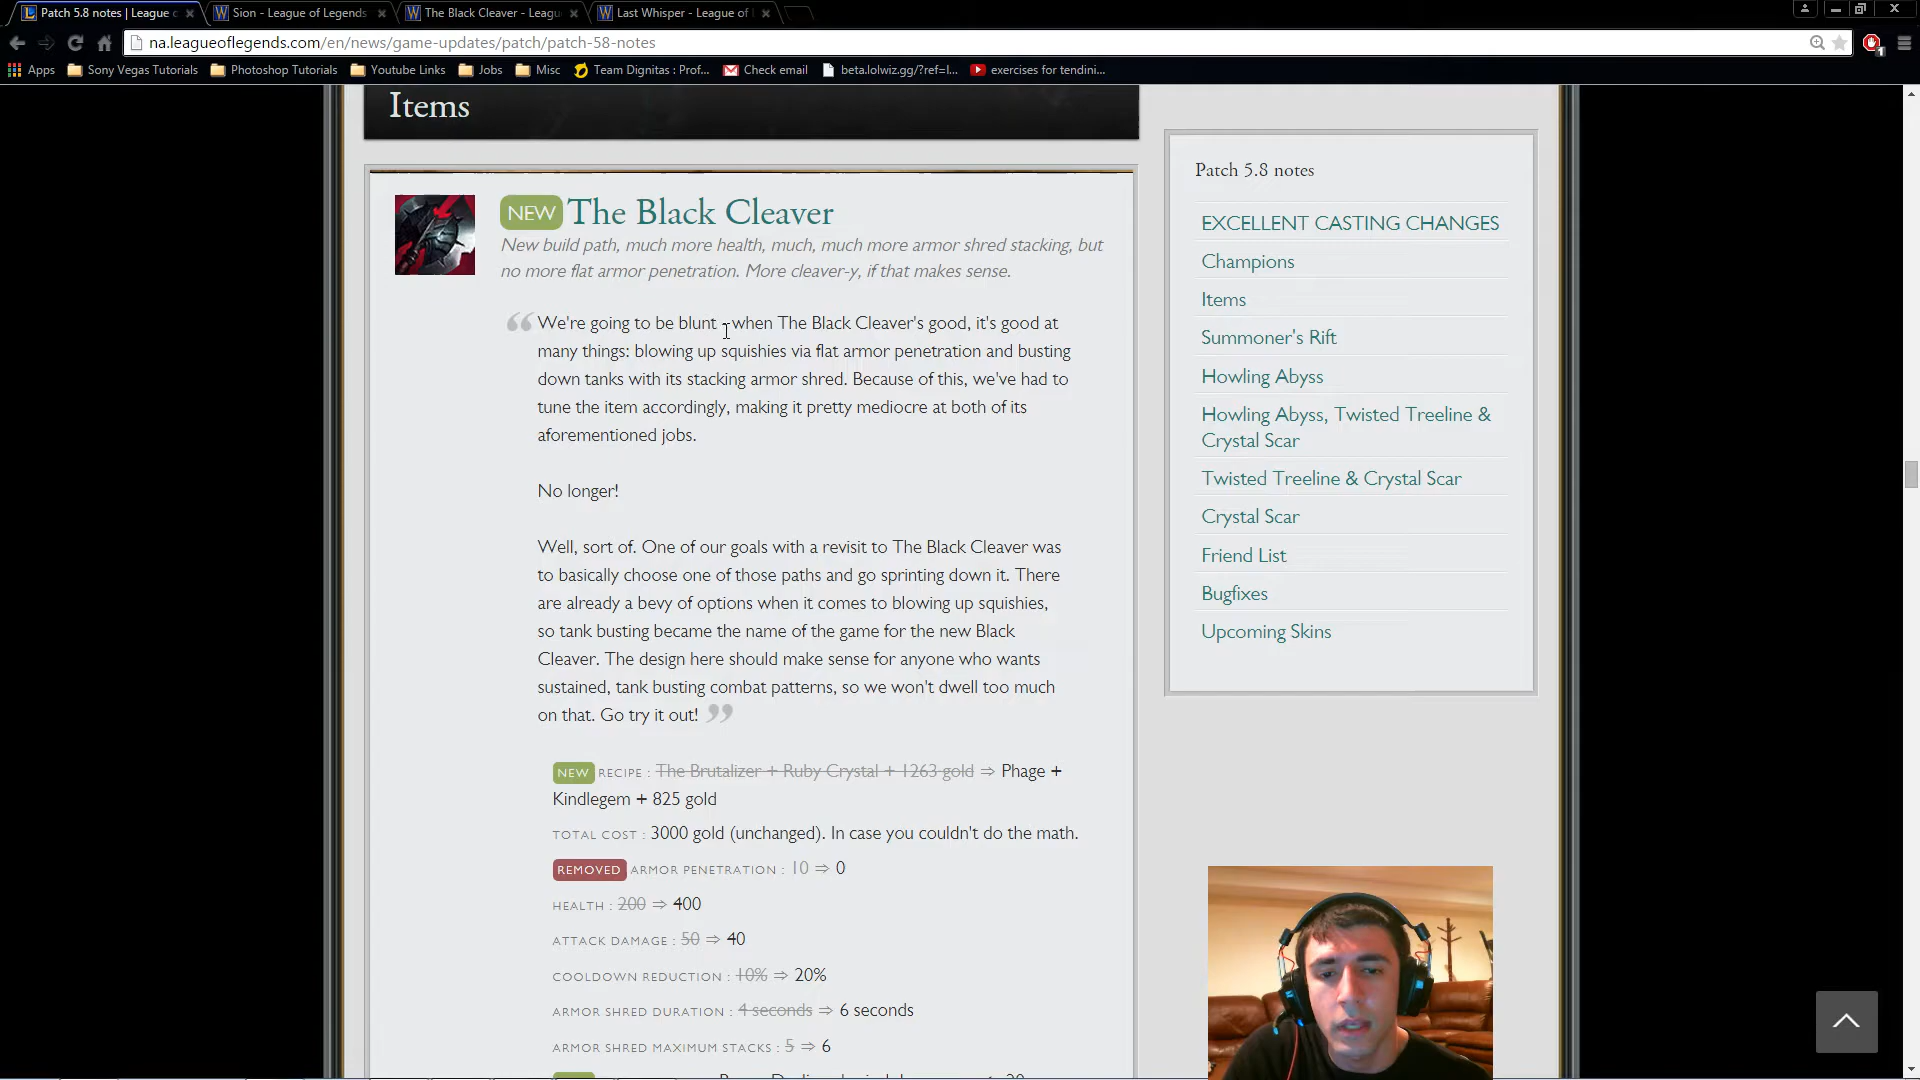 Patch 5.8 notes | League
Sion - League of Legends
The Black Cleaver - Leagu
Last Whisper - League of
na.leagueoflegends.com/en/news/game-updates/patch/patch-58-notes
Apps
Sony Vegas Tutorials
Photoshop Tutorials
Youtube Links
Jobs
Misc
Team Dignitas : Prof...
Check email
beta.lolwiz.gg/?ref=l...
exercises for tendini...
Items
NEW The Black Cleaver
New build path, much more health, much, much more armor shred stacking, but
no more flat armor penetration. More cleaver-y, if that makes sense.
“ We're going to be blunt - when The Black Cleaver's good, it's good at
many things: blowing up squishies via flat armor penetration and busting
down tanks with its stacking armor shred. Because of this, we've had to
tune the item accordingly, making it pretty mediocre at both of its
aforementioned jobs.
No longer!
Well, sort of. One of our goals with a revisit to The Black Cleaver was
to basically choose one of those paths and go sprinting down it. There
are already a bevy of options when it comes to blowing up squishies,
so tank busting became the name of the game for the new Black
Cleaver. The design here should make sense for anyone who wants
sustained, tank busting combat patterns, so we won't dwell too much
on that. Go try it out! ”
NEW RECIPE : The Brutalizer + Ruby Crystal + 1263 gold ⇒ Phage +
Kindlegem + 825 gold
TOTAL COST : 3000 gold (unchanged). In case you couldn't do the math.
REMOVED ARMOR PENETRATION : 10 ⇒ 0
HEALTH : 200 ⇒ 400
ATTACK DAMAGE : 50 ⇒ 40
COOLDOWN REDUCTION : 10% ⇒ 20%
ARMOR SHRED DURATION : 4 seconds ⇒ 6 seconds
ARMOR SHRED MAXIMUM STACKS : 5 ⇒ 6
Patch 5.8 notes
EXCELLENT CASTING CHANGES
Champions
Items
Summoner's Rift
Howling Abyss
Howling Abyss, Twisted Treeline &
Crystal Scar
Twisted Treeline & Crystal Scar
Crystal Scar
Friend List
Bugfixes
Upcoming Skins